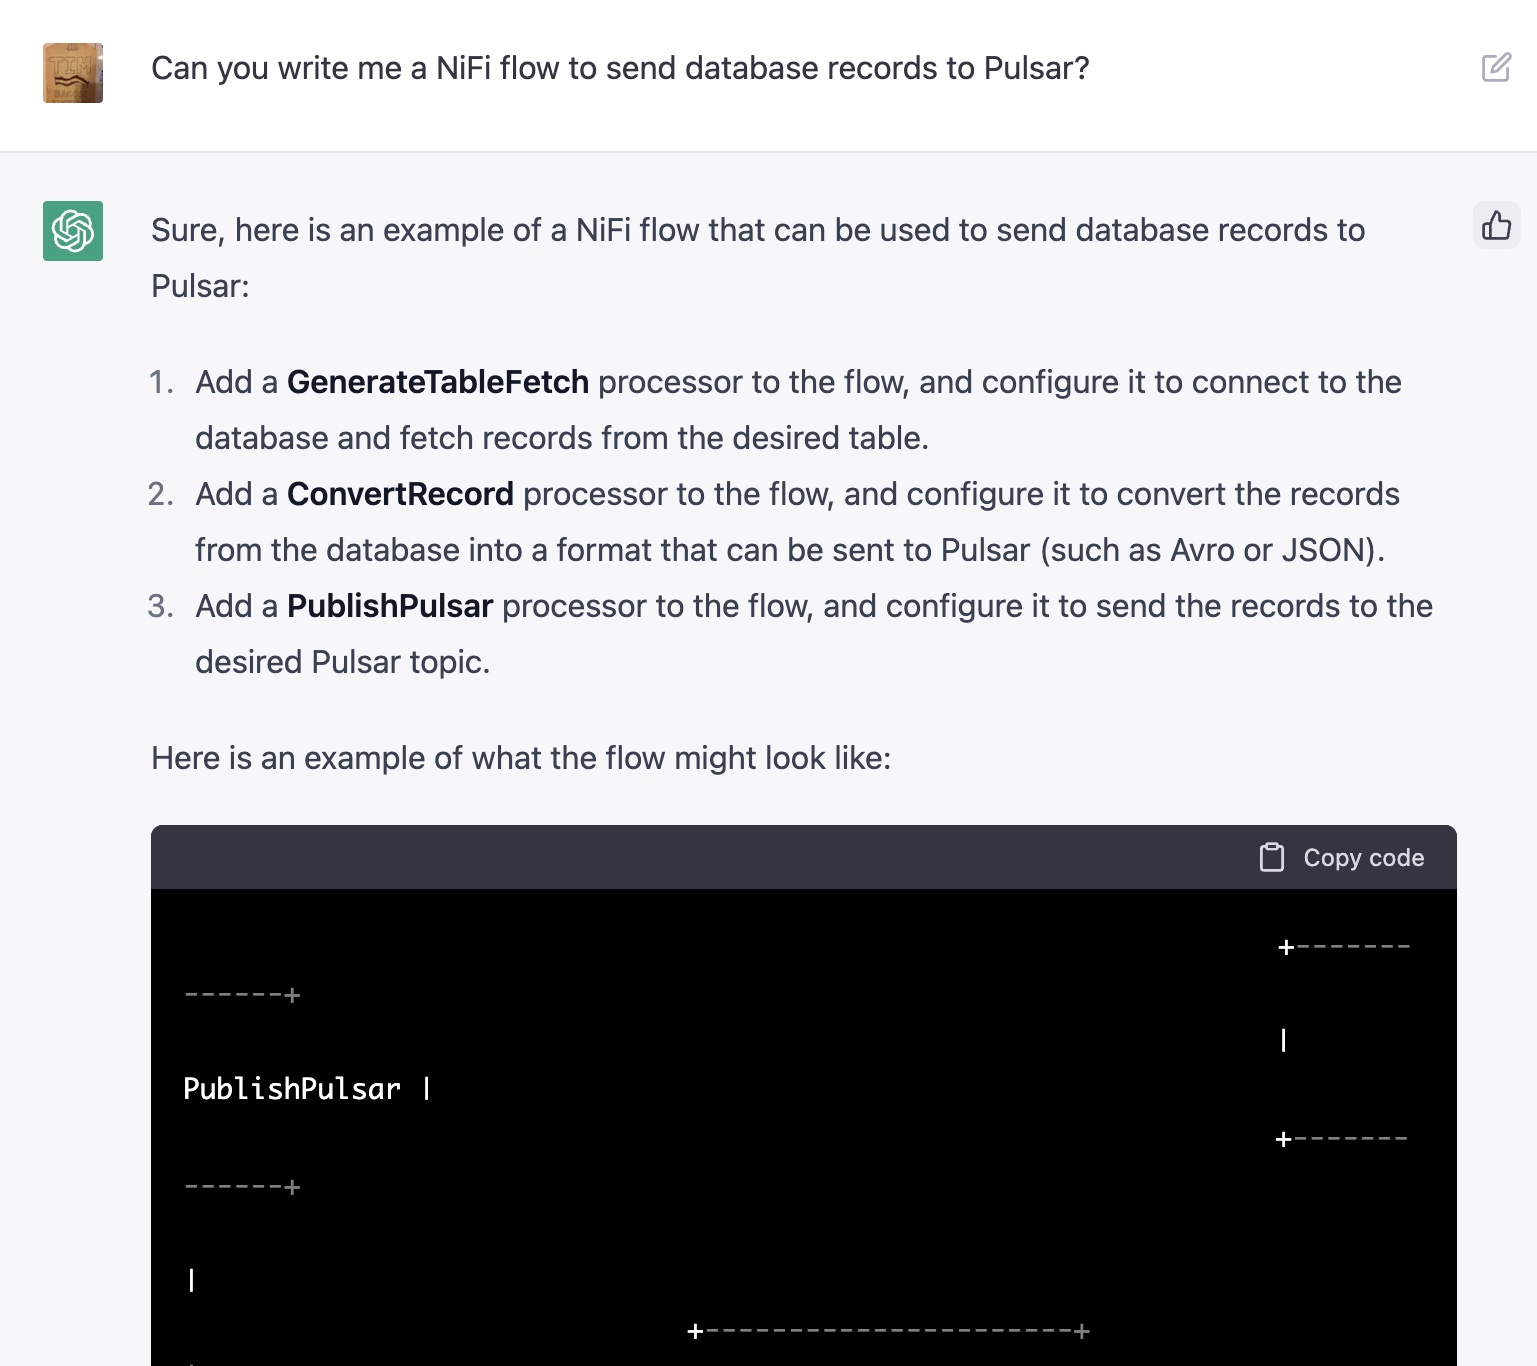 TIM
Can you write me a NiFi flow to send database records to Pulsar?
Sure, here is an example of a NiFi flow that can be used to send database records to
Pulsar:
1. Add a GenerateTableFetch processor to the flow, and configure it to connect to the
database and fetch records from the desired table.
2. Add a ConvertRecord processor to the flow, and configure it to convert the records
from the database into a format that can be sent to Pulsar (such as Avro or JSON).
3. Add a PublishPulsar processor to the flow, and configure it to send the records to the
desired Pulsar topic.
Here is an example of what the flow might look like:
Copy code
+-------
------+
|
PublishPulsar |
+-------
------+
|
+----------------------+